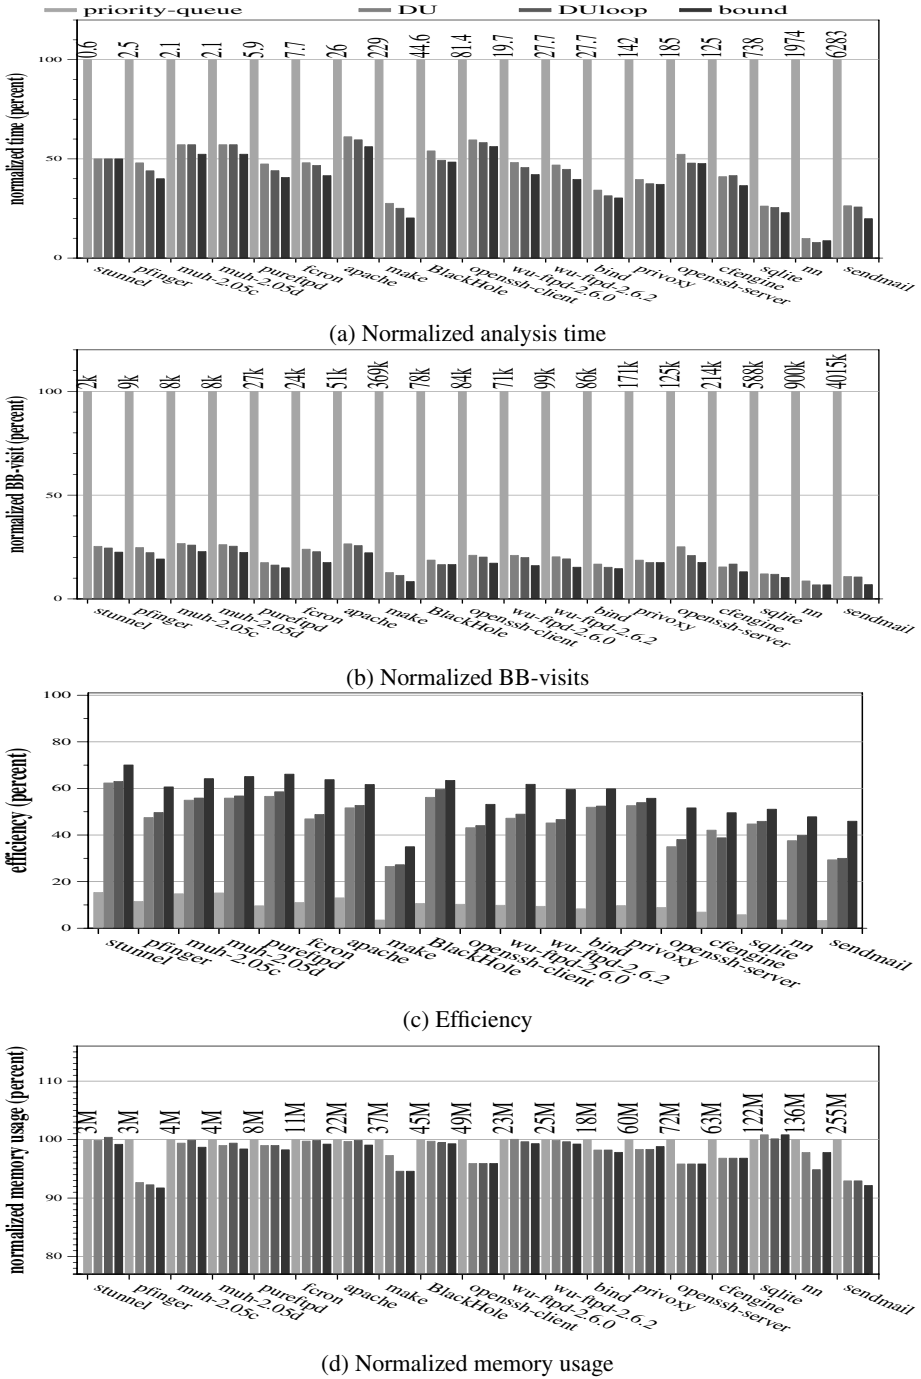 priority-queue DU DUloop bound
normalized time (percent)
100
50
0
0.6 2.5 2.1 2.1 5.9 7.7 26 229 44.6 81.4 19.7 27.7 27.7 142 185 125 738 1974 6283
stunnel pfinger muh-2.05c muh-2.05d pureftpd fcron apache make BlackHole openssh-client wu-ftpd-2.6.0 wu-ftpd-2.6.2 bind privoxy openssh-server cfengine sqlite nn sendmail
(a) Normalized analysis time
normalized BB-visit (percent)
100
50
0
2k 9k 8k 8k 27k 24k 51k 369k 78k 84k 71k 99k 86k 171k 125k 214k 588k 900k 4015k
stunnel pfinger muh-2.05c muh-2.05d pureftpd fcron apache make BlackHole openssh-client wu-ftpd-2.6.0 wu-ftpd-2.6.2 bind privoxy openssh-server cfengine sqlite nn sendmail
(b) Normalized BB-visits
efficiency (percent)
100
80
60
40
20
0
stunnel pfinger muh-2.05c muh-2.05d pureftpd fcron apache make BlackHole openssh-client wu-ftpd-2.6.0 wu-ftpd-2.6.2 bind privoxy openssh-server cfengine sqlite nn sendmail
(c) Efficiency
normalized memory usage (percent)
110
100
90
80
3M 3M 4M 4M 8M 11M 22M 37M 45M 49M 23M 25M 18M 60M 72M 63M 122M 136M 255M
stunnel pfinger muh-2.05c muh-2.05d pureftpd fcron apache make BlackHole openssh-client wu-ftpd-2.6.0 wu-ftpd-2.6.2 bind privoxy openssh-server cfengine sqlite nn sendmail
(d) Normalized memory usage